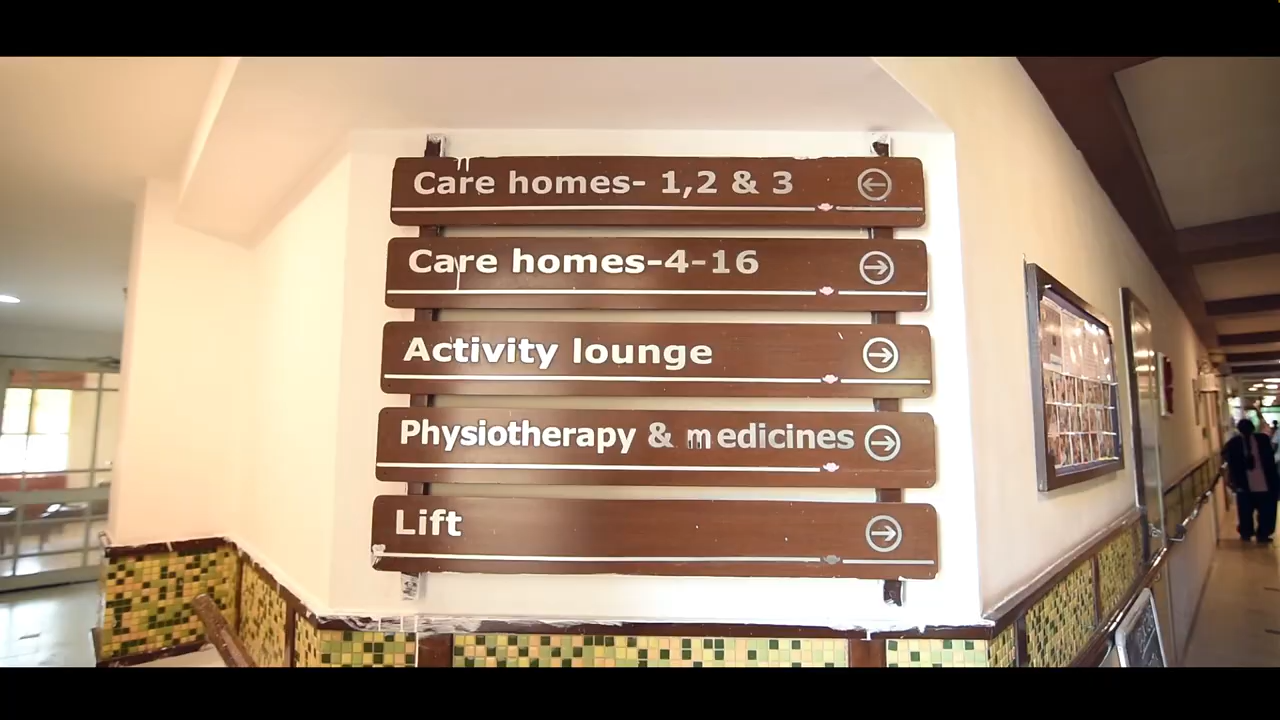 Care homes- 1,2 & 3
Care homes-4-16
Activity lounge
Physiotherapy & medicines
Lift